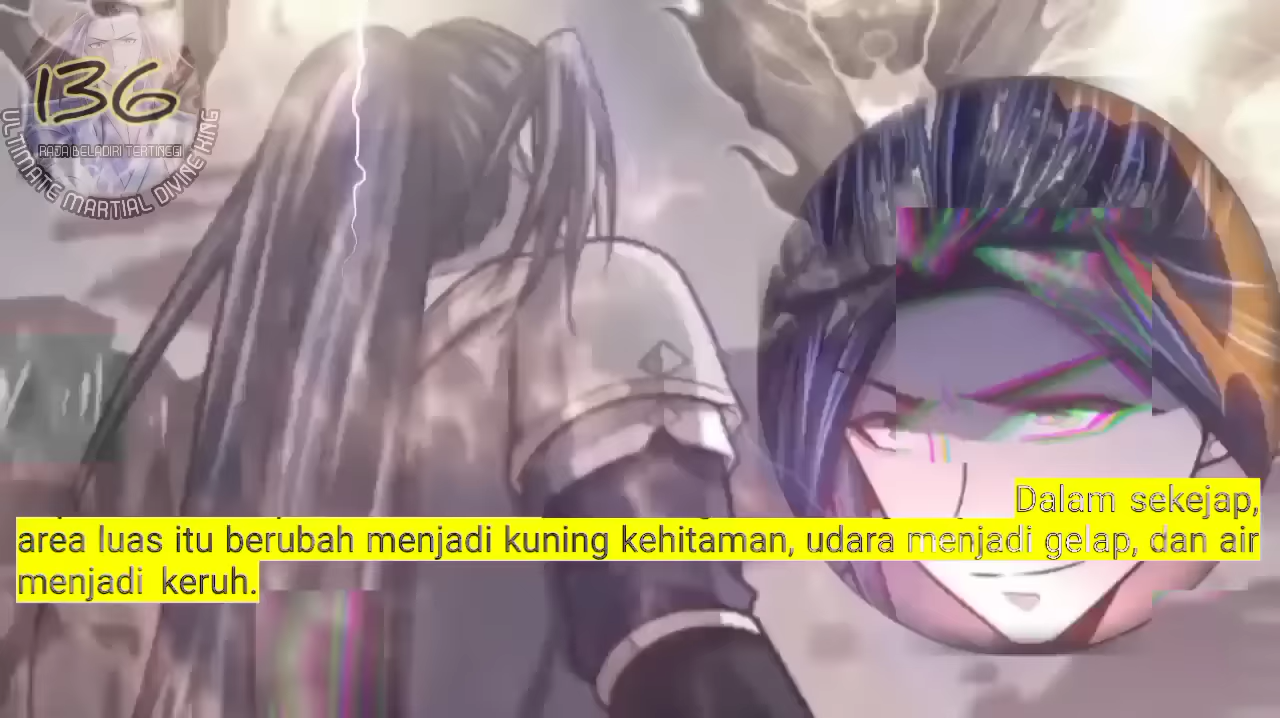 136
RAJA BELADIRI TERTINGGI
ULTIMATE MARTIAL DIVINE KING
Dalam sekejap,
area luas itu berubah menjadi kuning kehitaman, udara menjadi gelap, dan air
menjadi keruh.